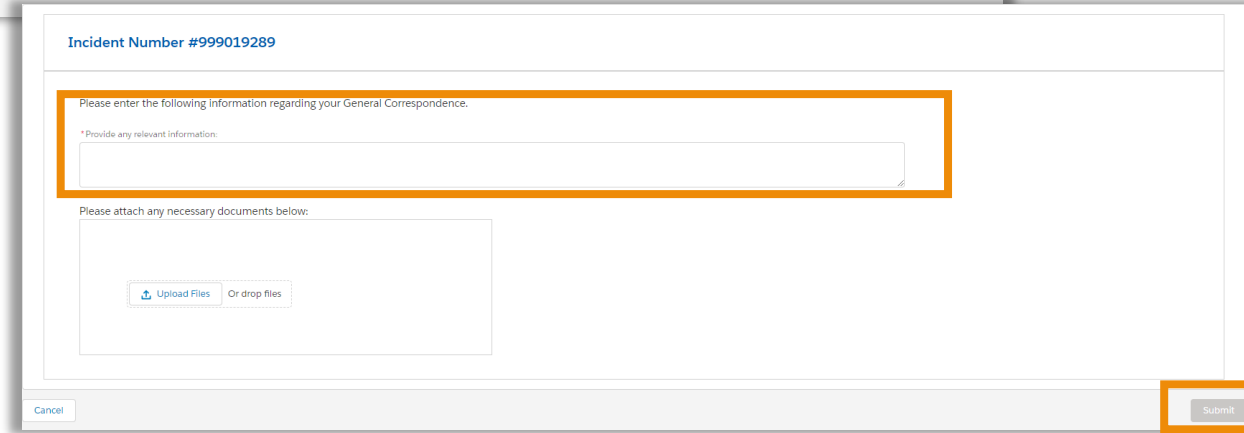 Incident Number #999019289
Please enter the following information regarding your General Correspondence.
*Provide any relevant information:
Please attach any necessary documents below:
Upload Files Or drop files
Cancel
Submit